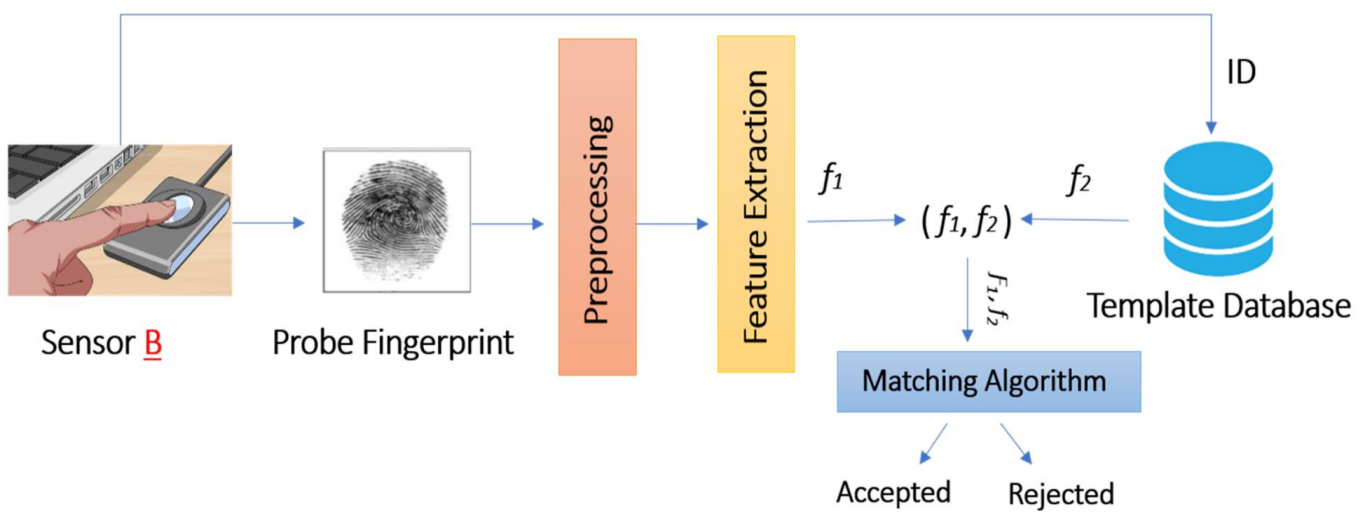 ID
Sensor B
Probe Fingerprint
Preprocessing
Feature Extraction
f1
(f1, f2)
f2
F1, f2
Template Database
Matching Algorithm
Accepted
Rejected